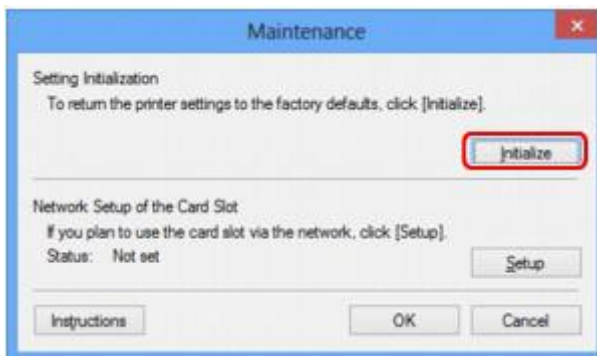 Maintenance
Setting Initialization
To return the printer settings to the factory defaults, click [Initialize].
Initialize
Network Setup of the Card Slot
If you plan to use the card slot via the network, click [Setup].
Status: Not set
Setup
Instructions OK Cancel